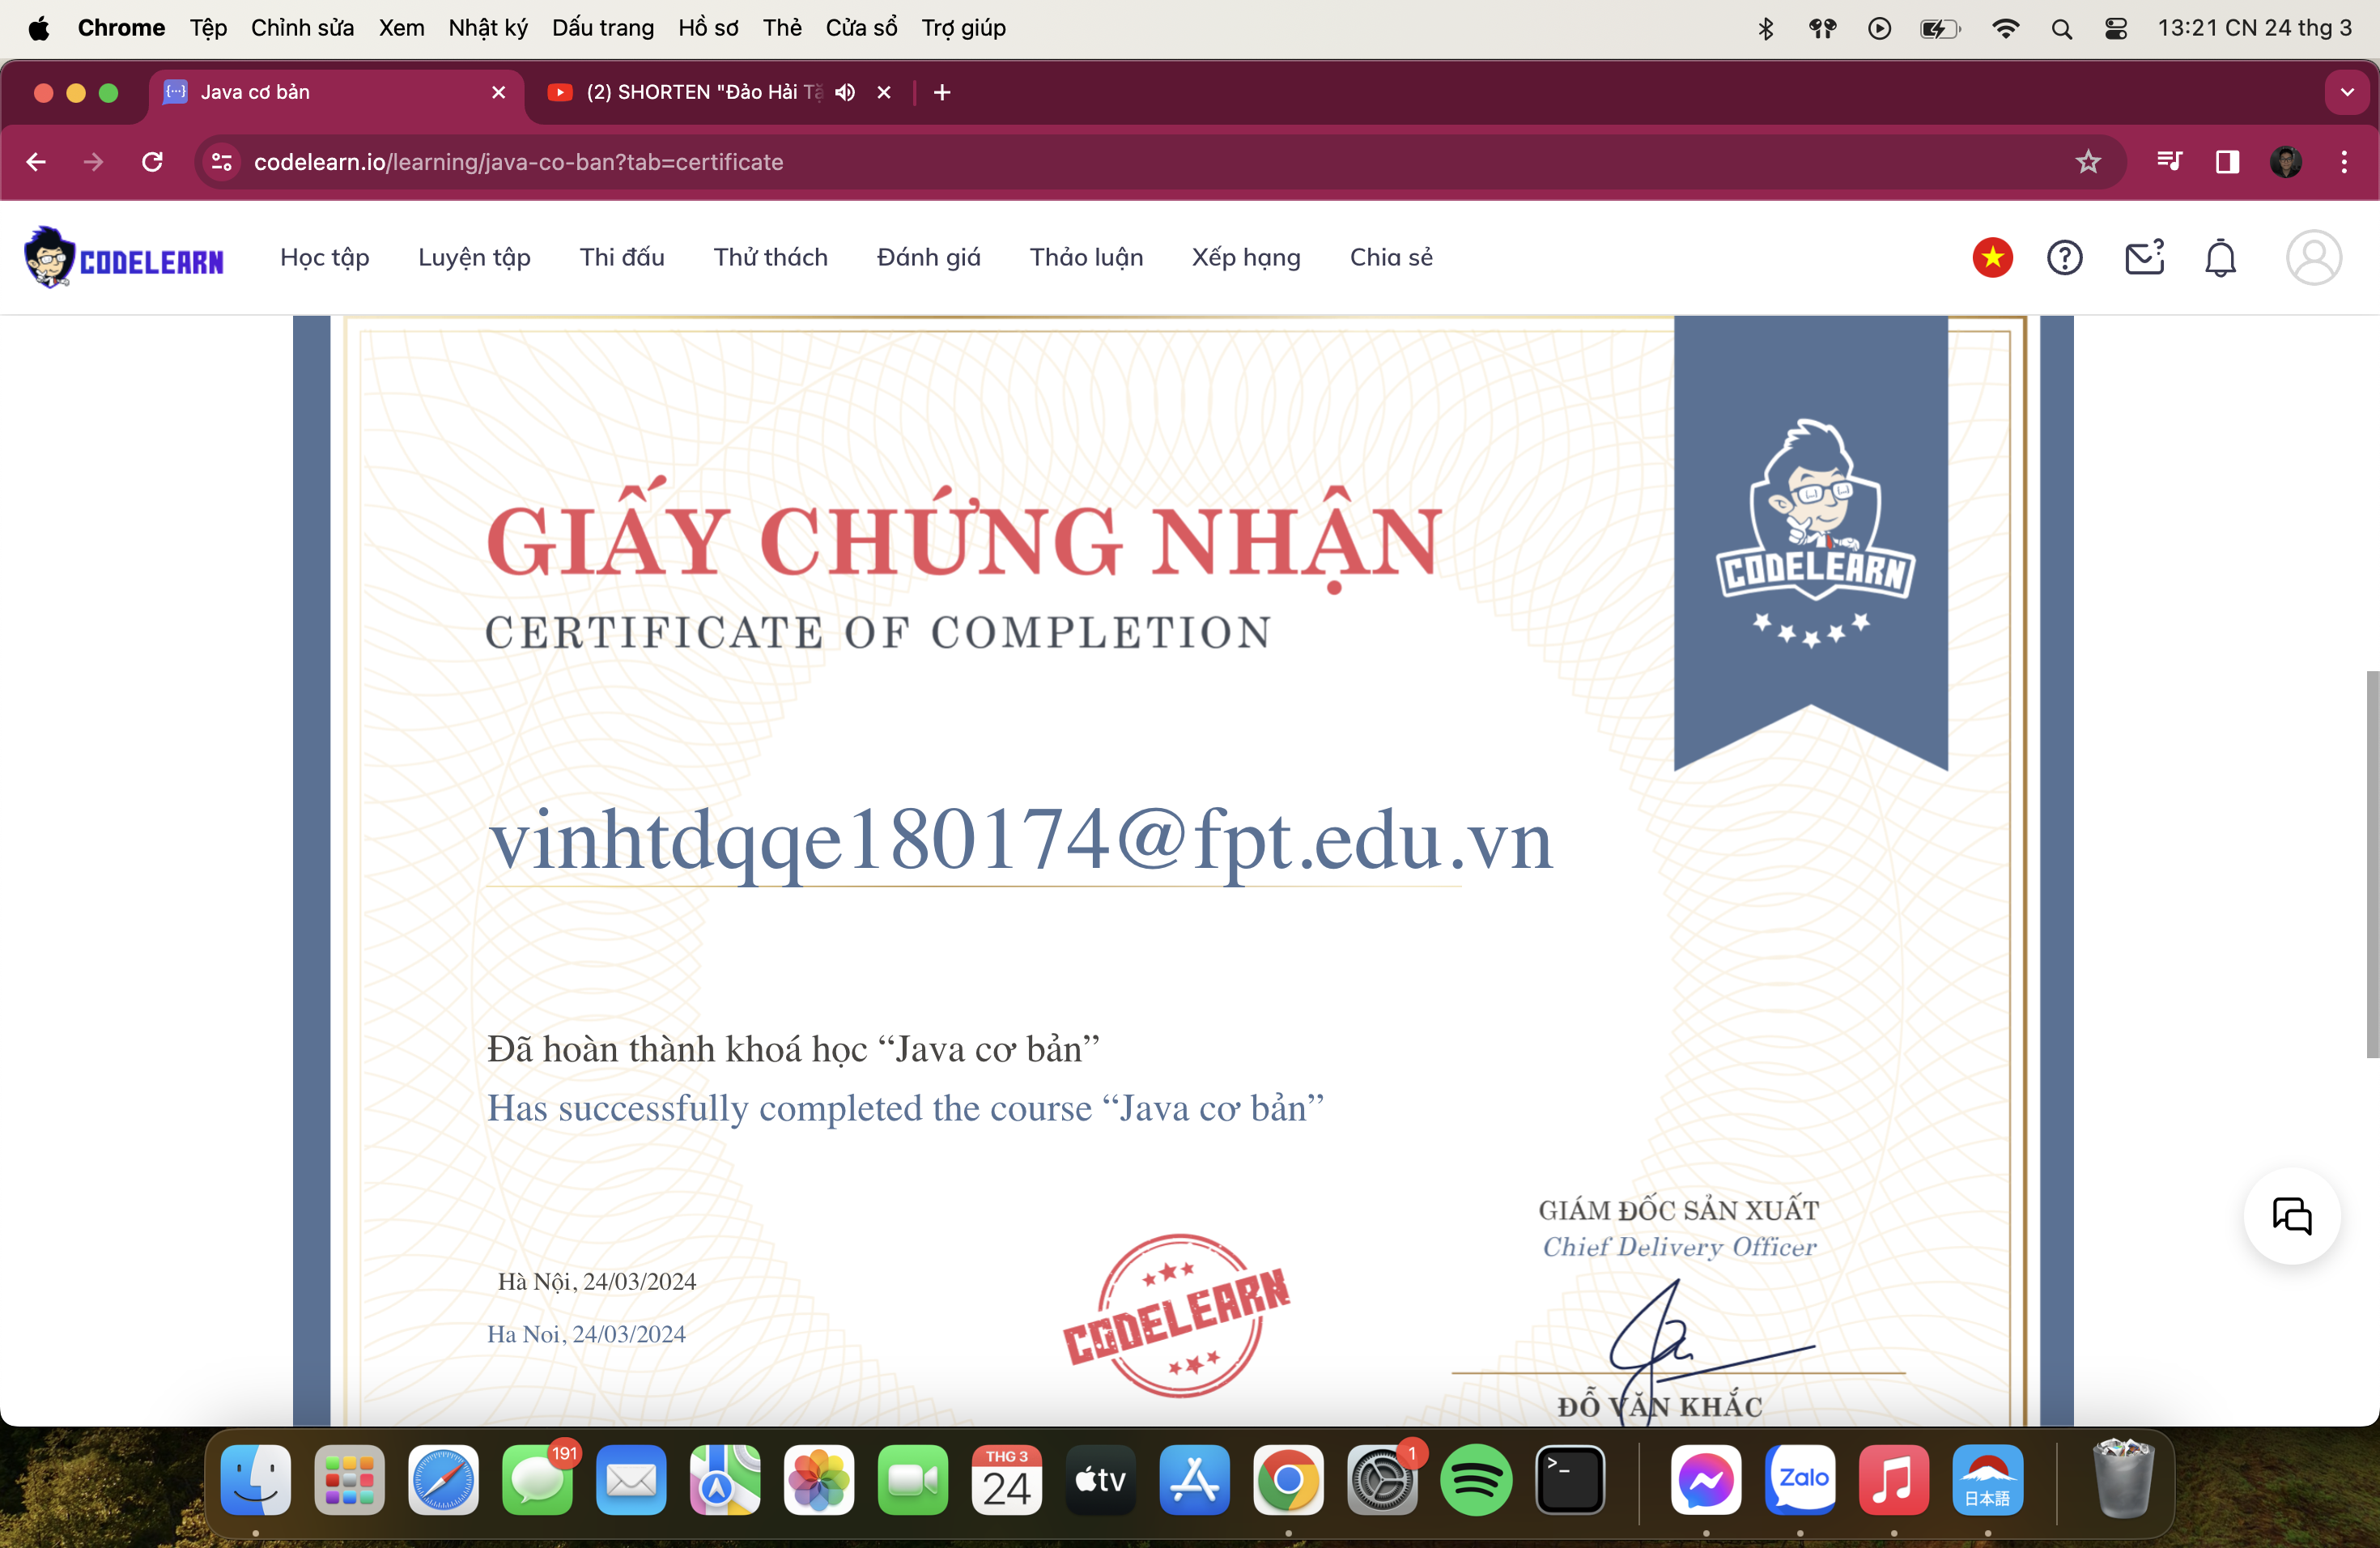 Chrome Tệp Chỉnh sửa Xem Nhật ký Dấu trang Hồ sơ Thẻ Cửa sổ Trợ giúp 13:21 CN 24 thg 3
Java cơ bản (2) SHORTEN "Đảo Hải Tặ
codelearn.io/learning/java-co-ban?tab=certificate
CODELEARN Học tập Luyện tập Thi đấu Thử thách Đánh giá Thảo luận Xếp hạng Chia sẻ
CODELEARN
GIẤY CHỨNG NHẬN
CERTIFICATE OF COMPLETION
vinhtdqqe180174@fpt.edu.vn
Đã hoàn thành khoá học “Java cơ bản”
Has successfully completed the course “Java cơ bản”
GIÁM ĐỐC SẢN XUẤT
Chief Delivery Officer
Hà Nội, 24/03/2024
Ha Noi, 24/03/2024
CODELEARN
ĐỖ VĂN KHẮC
191
THG 3
24
tv
1
>_
Zalo
日本語